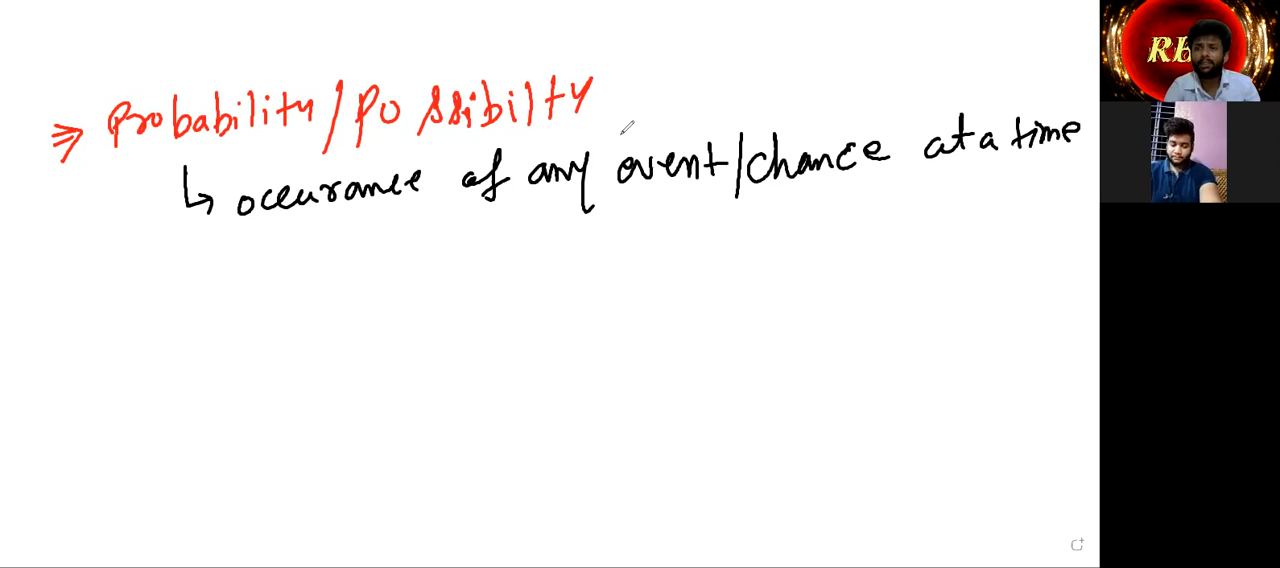 ⇒ Probability/Possibilty
↳ occurance of any event/chance at a time